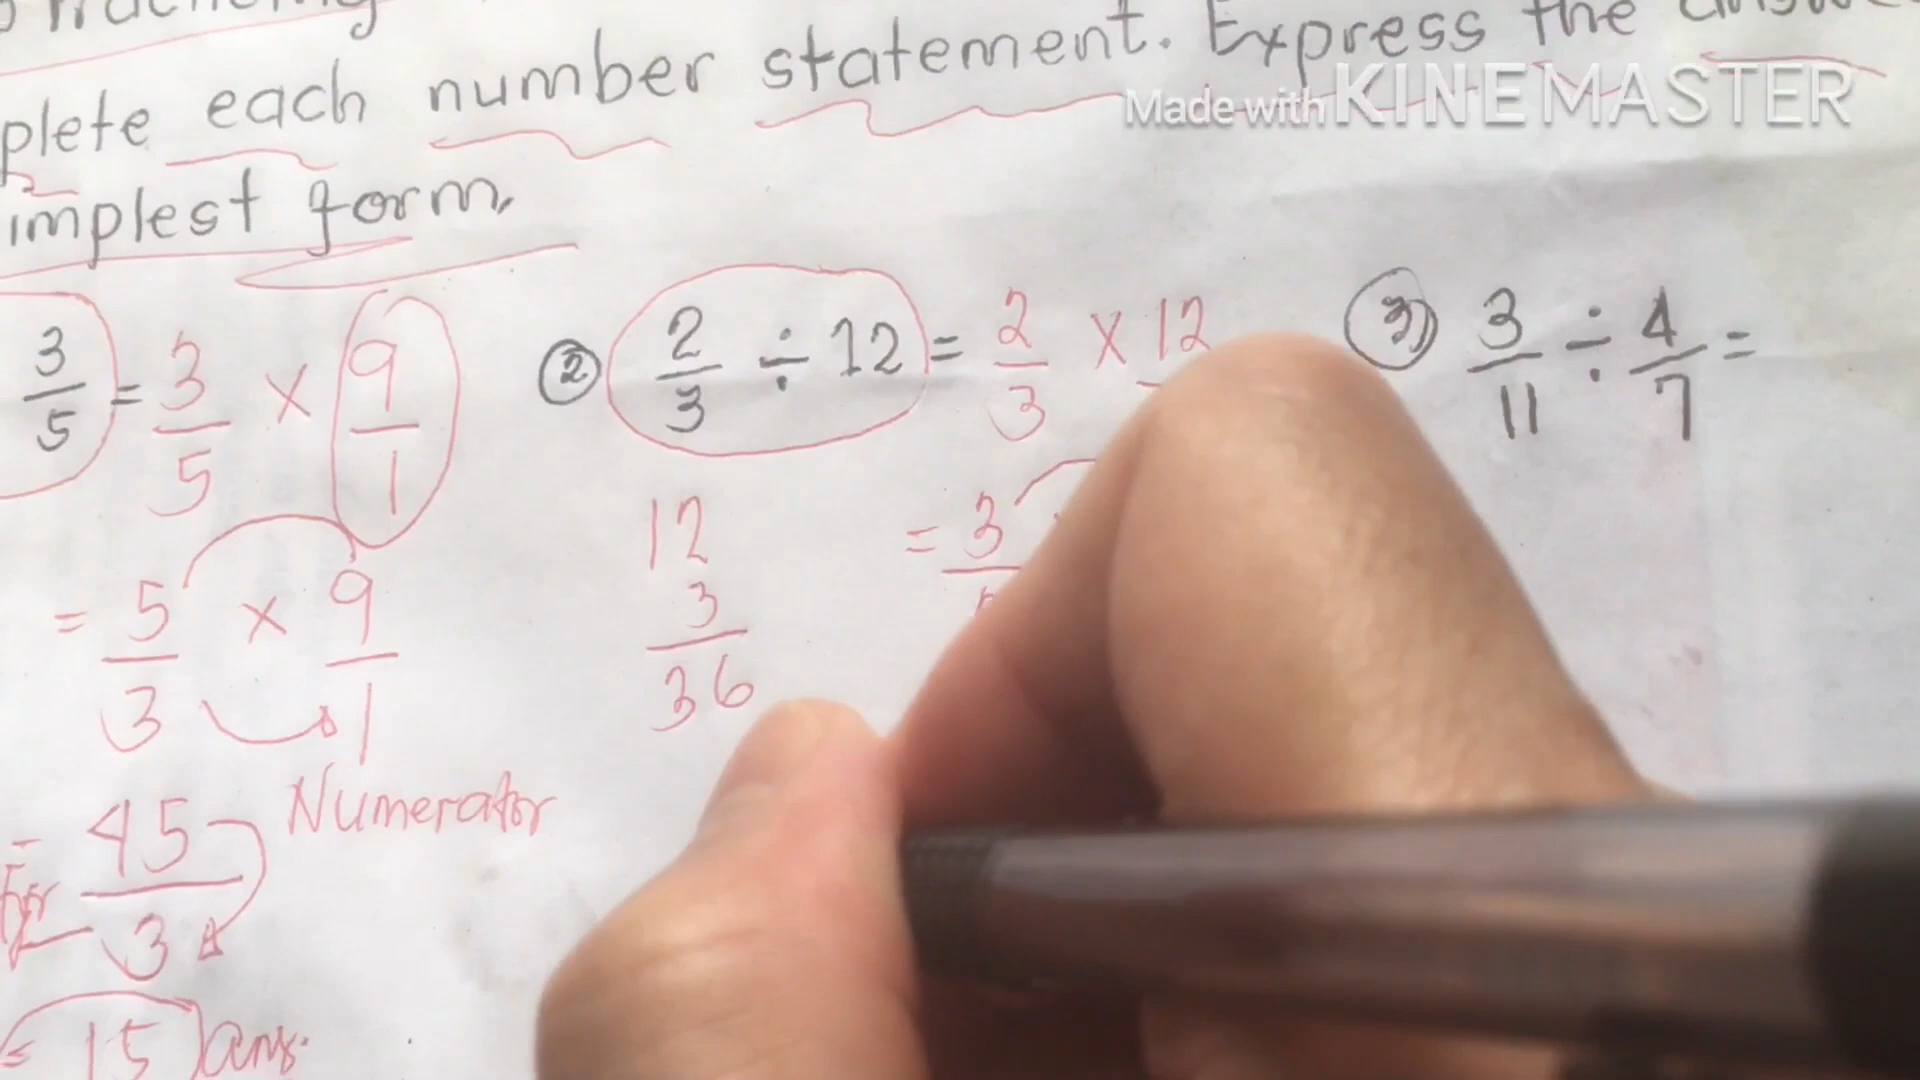 plete each number statement. Express the
Made with KINEMASTER
implest form.
3/5 = 3/5 × 9/1
② 2/3 ÷ 12 = 2/3 × 12
③ 3/11 ÷ 4/7 =
= 5/3 × 9/1
12
3
36
= 3
= 45/3
Numerator
= 15 ans.